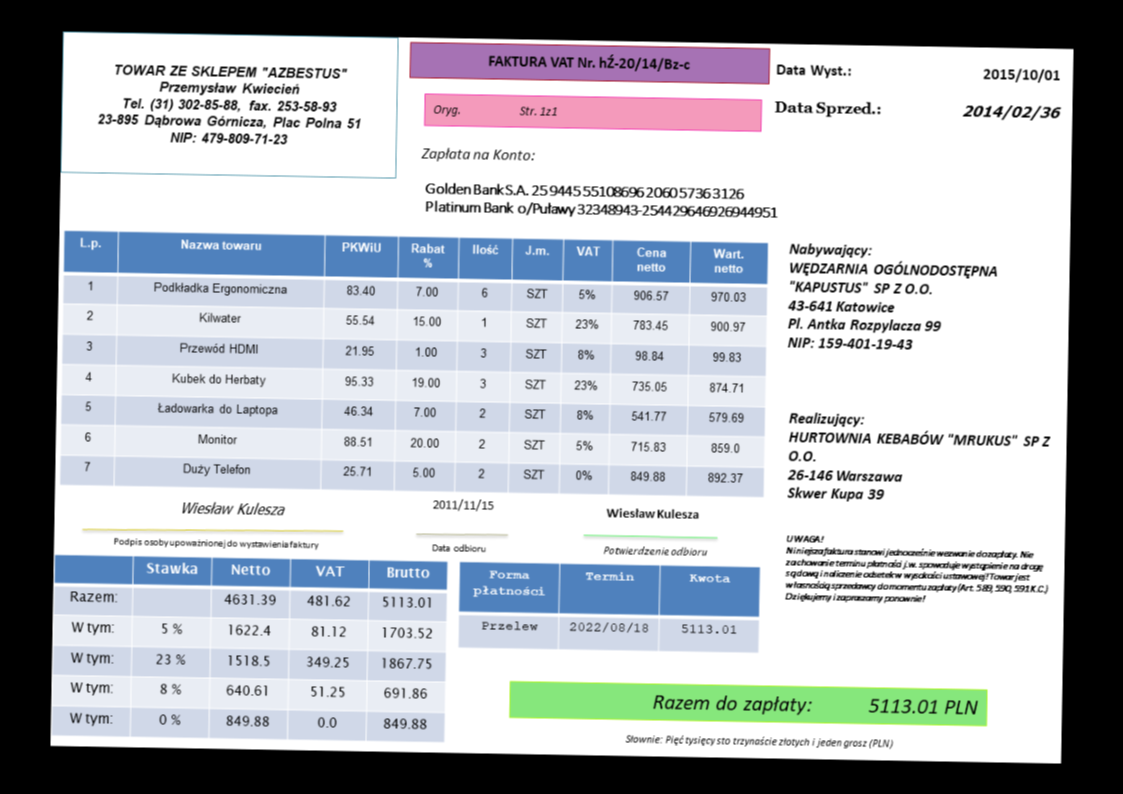 TOWAR ZE SKLEPEM "AZBESTUS"
Przemysław Kwiecień
Tel. (31) 302-85-88, fax. 253-58-93
23-895 Dąbrowa Górnicza, Plac Polna 51
NIP: 479-809-71-23
FAKTURA VAT Nr. hŹ-20/14/Bz-c
Oryg. Str. 1z1
Data Wyst.: 2015/10/01
Data Sprzed.: 2014/02/36
Zapłata na Konto:
Golden Bank S.A. 25 9445 5510 8696 2060 5736 3126
Platinum Bank o/Puławy 32348943-254429646926944951
L.p. Nazwa towaru PKWiU Rabat % Ilość J.m. VAT Cena netto Wart. netto
1 Podkładka Ergonomiczna 83.40 7.00 6 SZT 5% 906.57 970.03
2 Kilwater 55.54 15.00 1 SZT 23% 783.45 900.97
3 Przewód HDMI 21.95 1.00 3 SZT 8% 98.84 99.83
4 Kubek do Herbaty 95.33 19.00 3 SZT 23% 735.05 874.71
5 Ładowarka do Laptopa 46.34 7.00 2 SZT 8% 541.77 579.69
6 Monitor 88.51 20.00 2 SZT 5% 715.83 859.0
7 Duży Telefon 25.71 5.00 2 SZT 0% 849.88 892.37
Nabywający:
WĘDZARNIA OGÓLNODOSTĘPNA
"KAPUSTUS" SP Z O.O.
43-641 Katowice
Pl. Antka Rozpylacza 99
NIP: 159-401-19-43
Realizujący:
HURTOWNIA KEBABÓW "MRUKUS" SP Z
O.O.
26-146 Warszawa
Skwer Kupa 39
Wiesław Kulesza
Podpis osoby upoważnionej do wystawienia faktury
2011/11/15
Data odbioru
Wiesław Kulesza
Potwierdzenie odbioru
UWAGA!
Niniejsza faktura stanowi jednocześnie wezwanie do zapłaty. Nie
zachowanie terminu płatności j.w. spowoduje wystąpienie na drogę
sądową i naliczenie odsetek w wysokości ustawowej! Towar jest
własnością sprzedawcy do momentu zapłaty (Art. 589, 590, 591 K.C.)
Dziękujemy i zapraszamy ponownie!
Stawka Netto VAT Brutto
Razem: 4631.39 481.62 5113.01
W tym: 5 % 1622.4 81.12 1703.52
W tym: 23 % 1518.5 349.25 1867.75
W tym: 8 % 640.61 51.25 691.86
W tym: 0 % 849.88 0.0 849.88
Forma płatności Termin Kwota
Przelew 2022/08/18 5113.01
Razem do zapłaty: 5113.01 PLN
Słownie: Pięć tysięcy sto trzynaście złotych i jeden grosz (PLN)